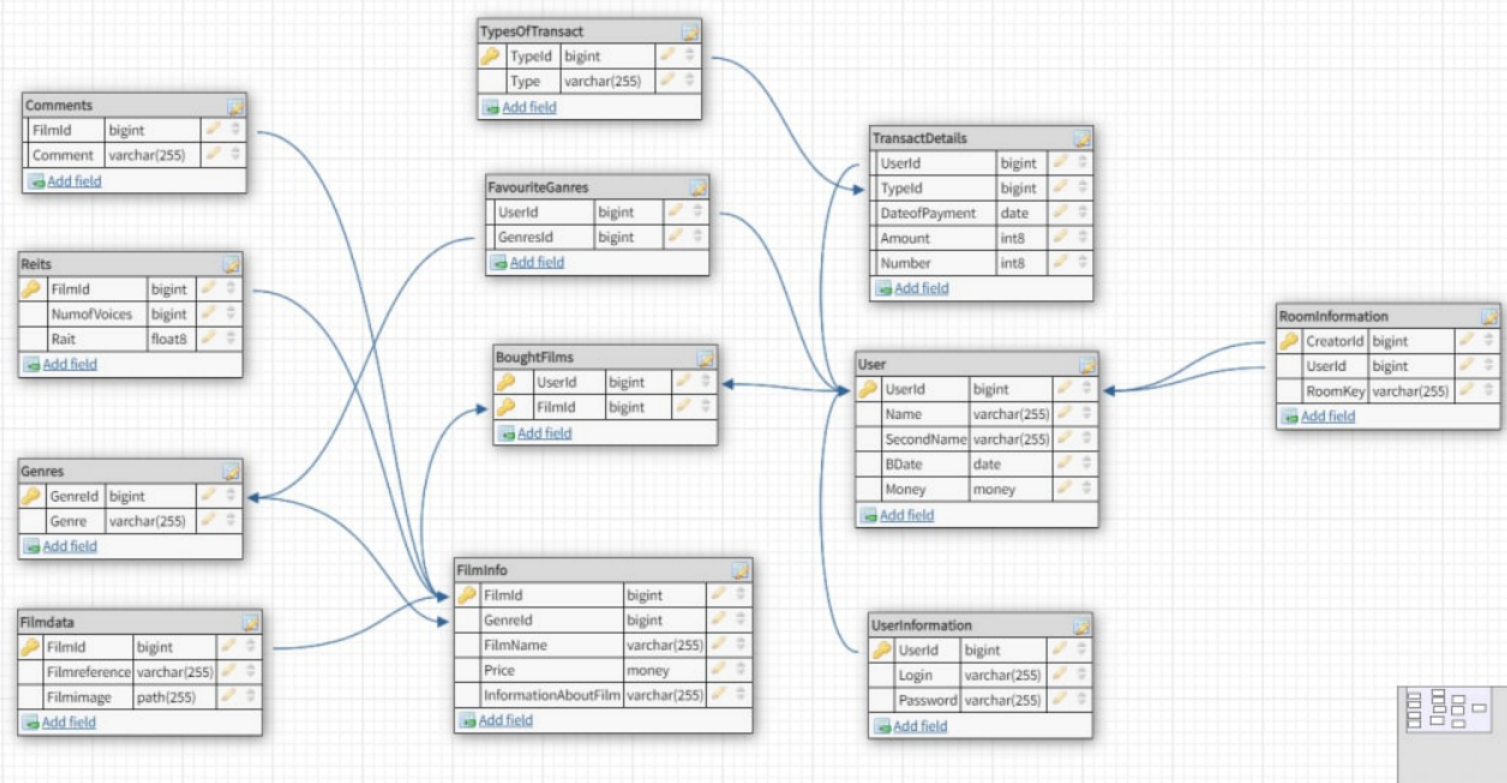 TypesOfTransact
TypeId bigint
Type varchar(255)
Add field
Comments
FilmId bigint
Comment varchar(255)
Add field
TransactDetails
UserId bigint
TypeId bigint
DateofPayment date
Amount int8
Number int8
Add field
FavouriteGanres
UserId bigint
GenresId bigint
Add field
Reits
FilmId bigint
NumofVoices bigint
Rait float8
Add field
RoomInformation
CreatorId bigint
UserId bigint
RoomKey varchar(255)
Add field
BoughtFilms
UserId bigint
FilmId bigint
Add field
User
UserId bigint
Name varchar(255)
SecondName varchar(255)
BDate date
Money money
Add field
Genres
GenreId bigint
Genre varchar(255)
Add field
FilmInfo
FilmId bigint
GenreId bigint
FilmName varchar(255)
Price money
InformationAboutFilm varchar(255)
Add field
Filmdata
FilmId bigint
Filmreference varchar(255)
Filmimage path(255)
Add field
UserInformation
UserId bigint
Login varchar(255)
Password varchar(255)
Add field